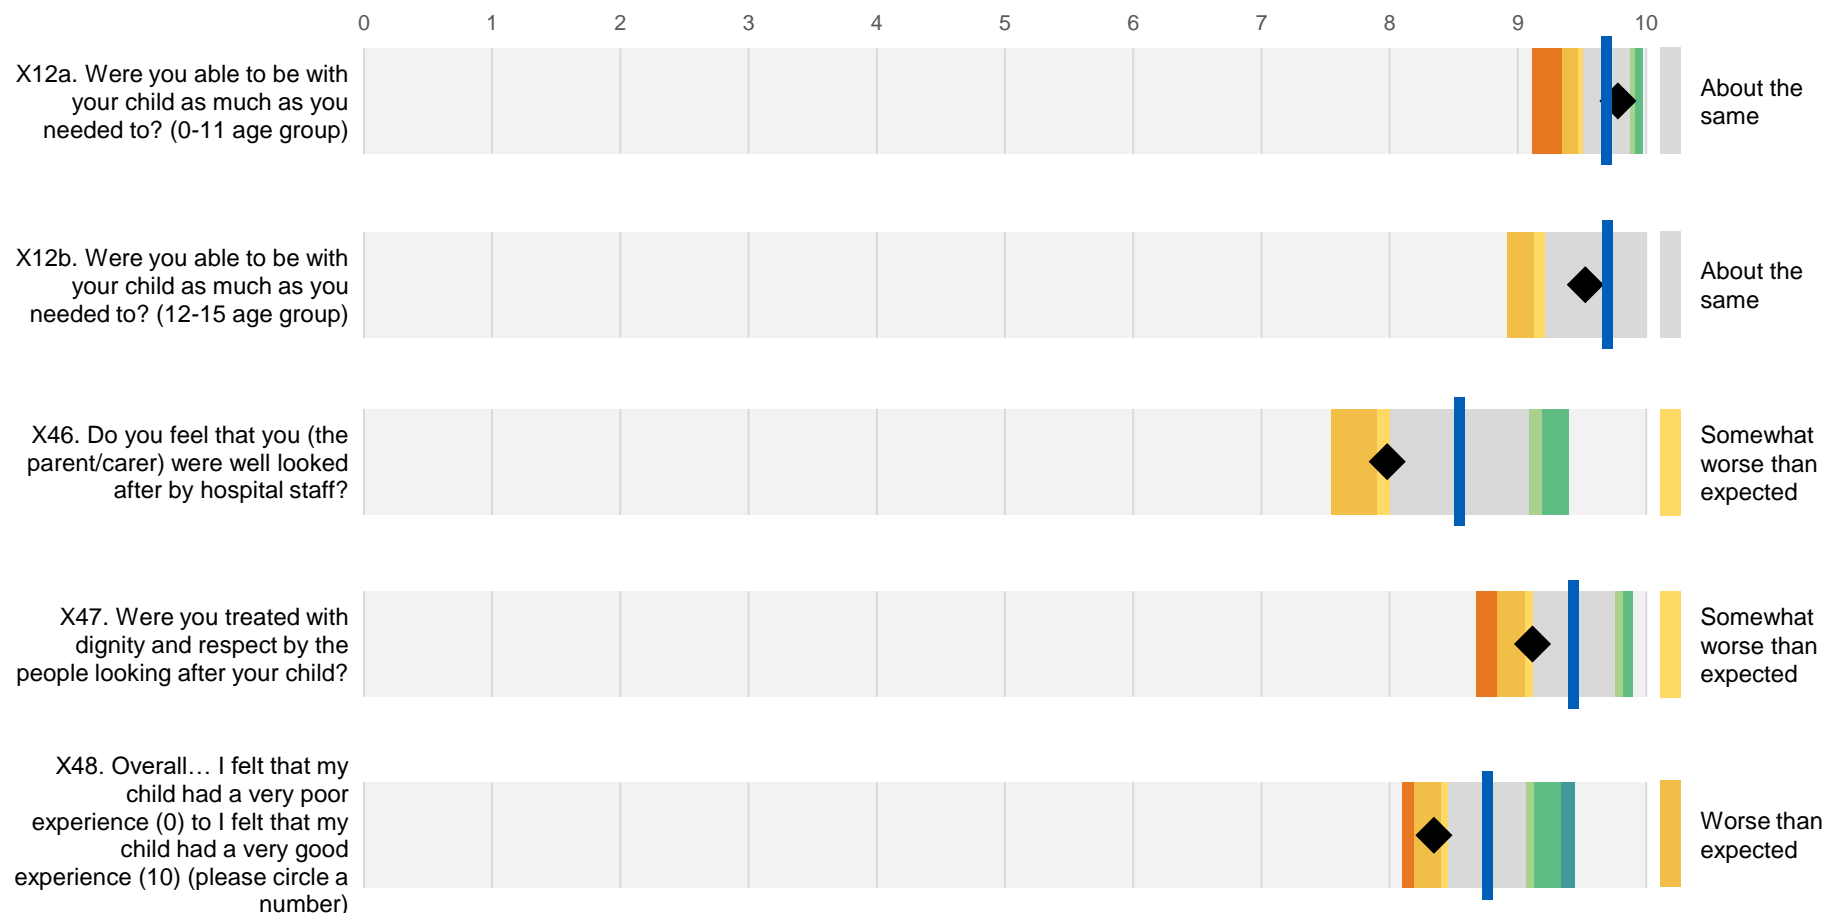 0 1 2 3 4 5 6 7 8 9 10
X12a. Were you able to be with
your child as much as you
needed to? (0-11 age group)
About the
same
X12b. Were you able to be with
your child as much as you
needed to? (12-15 age group)
About the
same
X46. Do you feel that you (the
parent/carer) were well looked
after by hospital staff?
Somewhat
worse than
expected
X47. Were you treated with
dignity and respect by the
people looking after your child?
Somewhat
worse than
expected
X48. Overall… I felt that my
child had a very poor
experience (0) to I felt that my
child had a very good
experience (10) (please circle a
number)
Worse than
expected